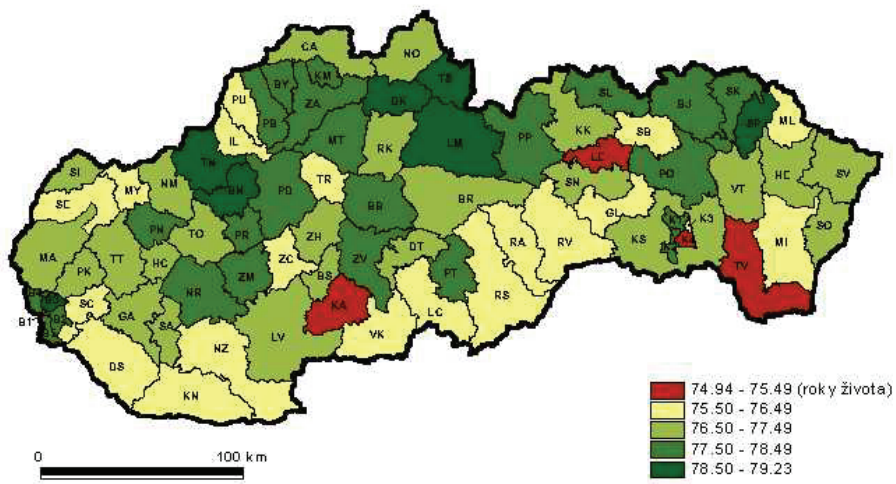 CA
NO
TS
BY
KM
PU
ZA
DK
SL
BJ
SK
SP
ML
PB
IL
MT
RK
LM
PP
KK
SB
LE
TN
BN
PD
TR
BB
BR
SN
PO
VT
HE
SV
SI
SE
MY
NM
PN
TO
PR
ZH
ZV
DT
GL
KS
K3
SO
MI
RA
RV
MA
PK
TT
HC
NR
ZM
ZC
BS
PT
TV
SC
GA
SA
KA
LV
VK
LC
RS
B1
DS
NZ
KN
74.94 - 75.49 (roky života)
75.50 - 76.49
76.50 - 77.49
77.50 - 78.49
78.50 - 79.23
0 100 km